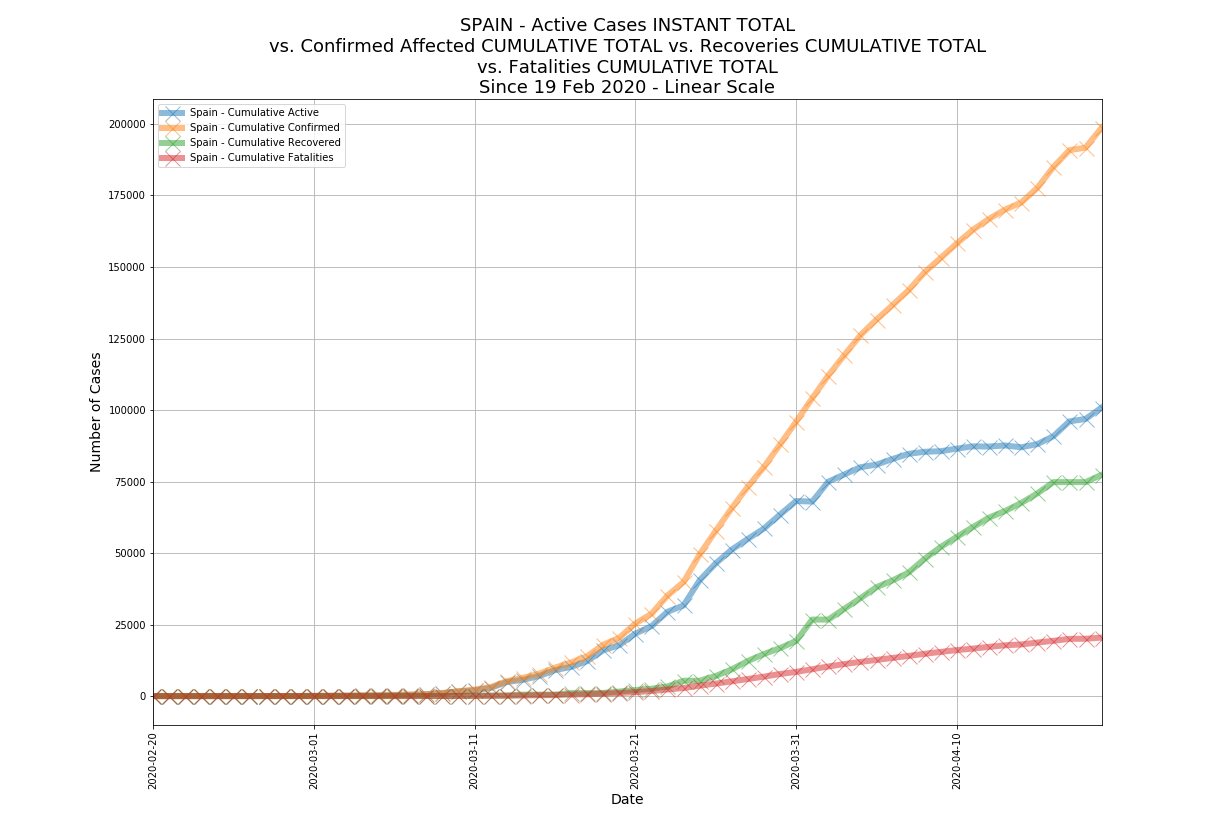 SPAIN - Active Cases INSTANT TOTAL
vs. Confirmed Affected CUMULATIVE TOTAL vs. Recoveries CUMULATIVE TOTAL
vs. Fatalities CUMULATIVE TOTAL
Since 19 Feb 2020 - Linear Scale
Spain - Cumulative Active
Spain - Cumulative Confirmed
Spain - Cumulative Recovered
Spain - Cumulative Fatalities
200000
175000
150000
125000
100000
75000
50000
25000
0
Number of Cases
2020-02-20
2020-03-01
2020-03-11
2020-03-21
2020-03-31
2020-04-10
Date